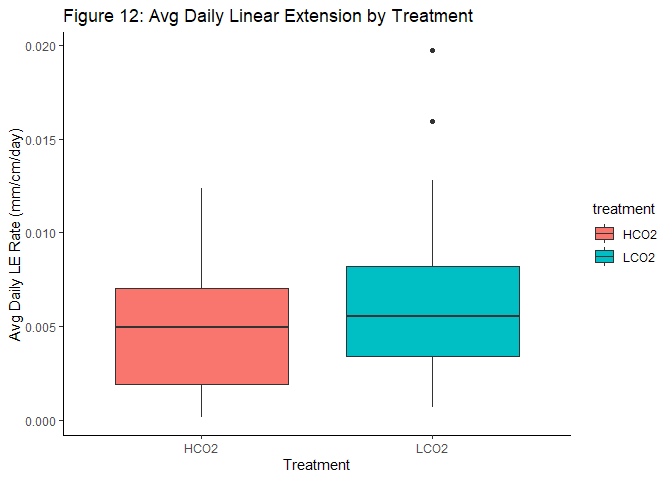 Figure 12: Avg Daily Linear Extension by Treatment
Avg Daily LE Rate (mm/cm/day)
0.020
0.015
0.010
0.005
0.000
HCO2
LCO2
Treatment
treatment
HCO2
LCO2